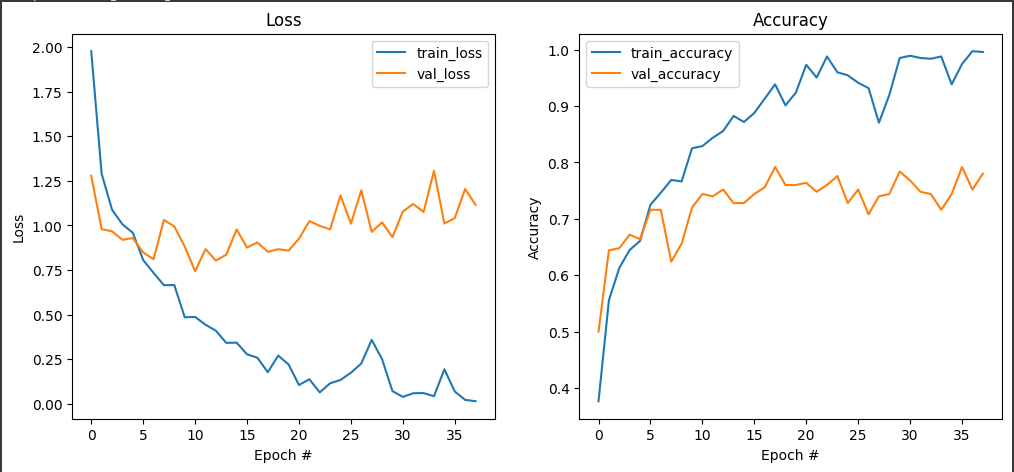 Loss
Accuracy
train_loss
val_loss
train_accuracy
val_accuracy
2.00
1.75
1.50
1.25
1.00
0.75
0.50
0.25
0.00
Loss
0 5 10 15 20 25 30 35
Epoch #
1.0
0.9
0.8
0.7
0.6
0.5
0.4
Accuracy
0 5 10 15 20 25 30 35
Epoch #